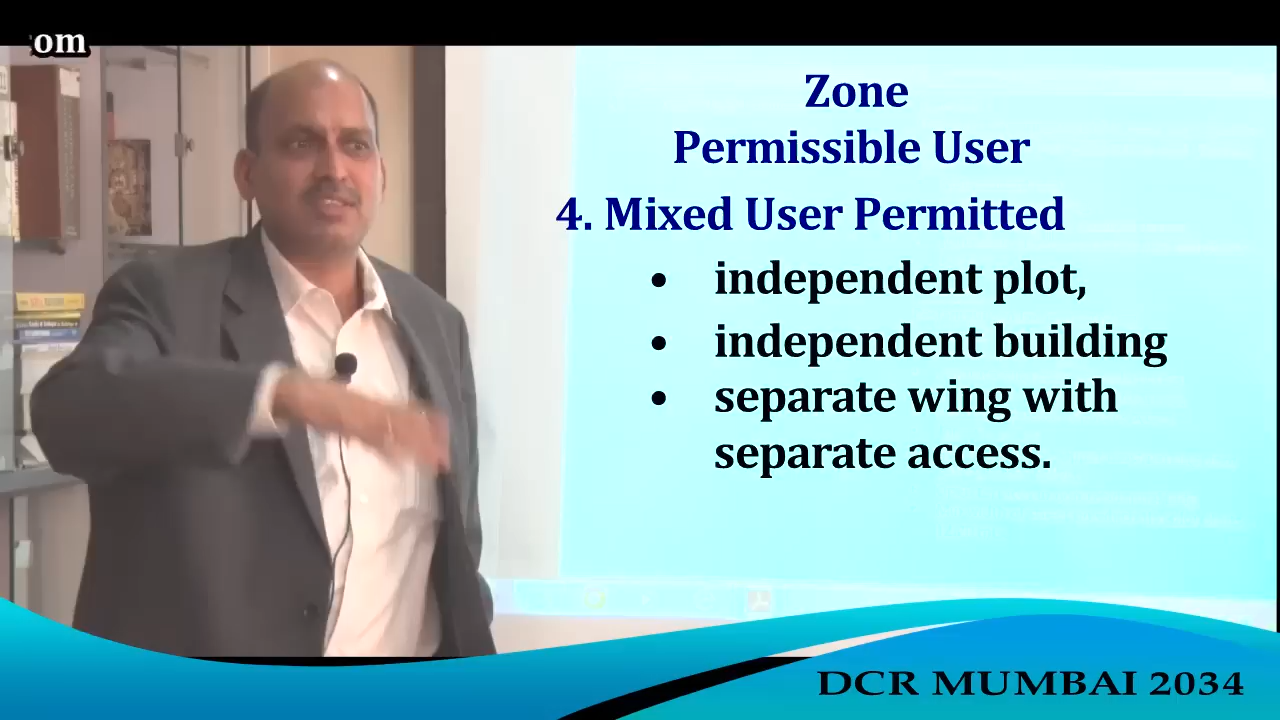 om
Zone
Permissible User
4. Mixed User Permitted
• independent plot,
• independent building
• separate wing with
separate access.
DCR MUMBAI 2034